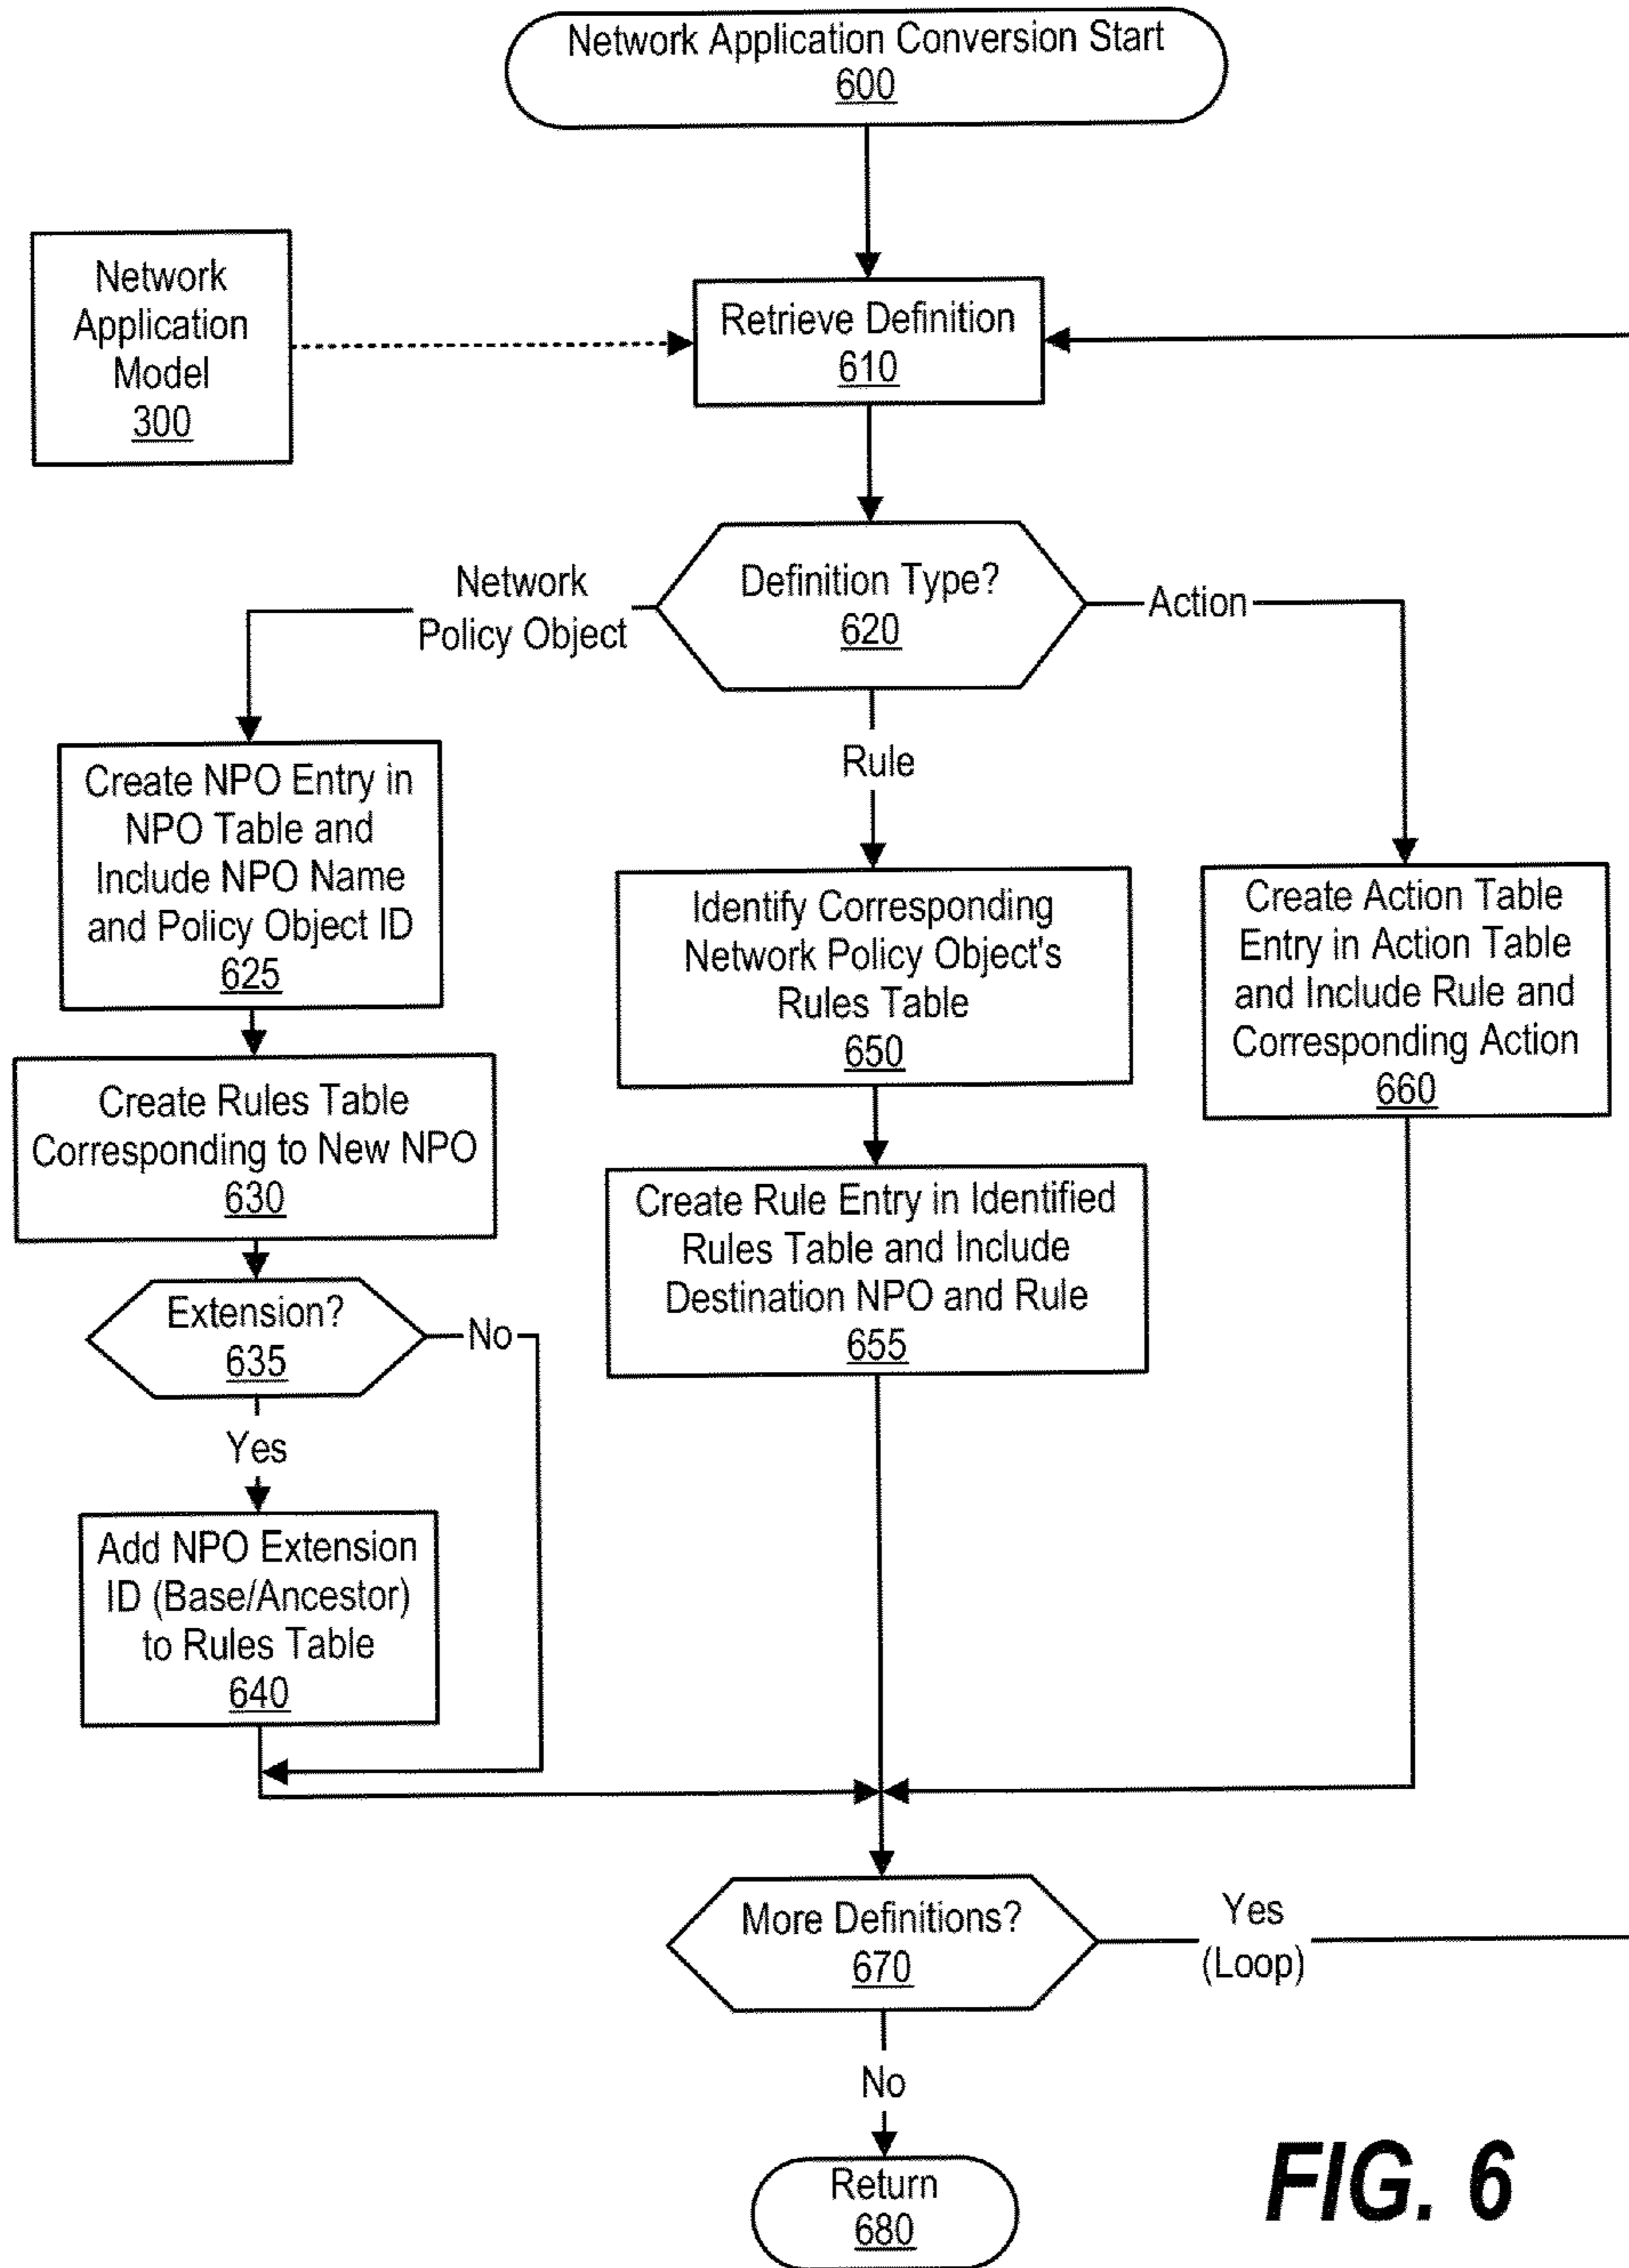 Network Application Conversion Start
600
Network
Application
Model
300
Retrieve Definition
610
Definition Type?
620
Network
Policy Object
Action
Rule
Create NPO Entry in
NPO Table and
Include NPO Name
and Policy Object ID
625
Identify Corresponding
Network Policy Object's
Rules Table
650
Create Action Table
Entry in Action Table
and Include Rule and
Corresponding Action
660
Create Rules Table
Corresponding to New NPO
630
Create Rule Entry in Identified
Rules Table and Include
Destination NPO and Rule
655
Extension?
635
No
Yes
Add NPO Extension
ID (Base/Ancestor)
to Rules Table
640
More Definitions?
670
Yes
(Loop)
No
Return
680
FIG. 6